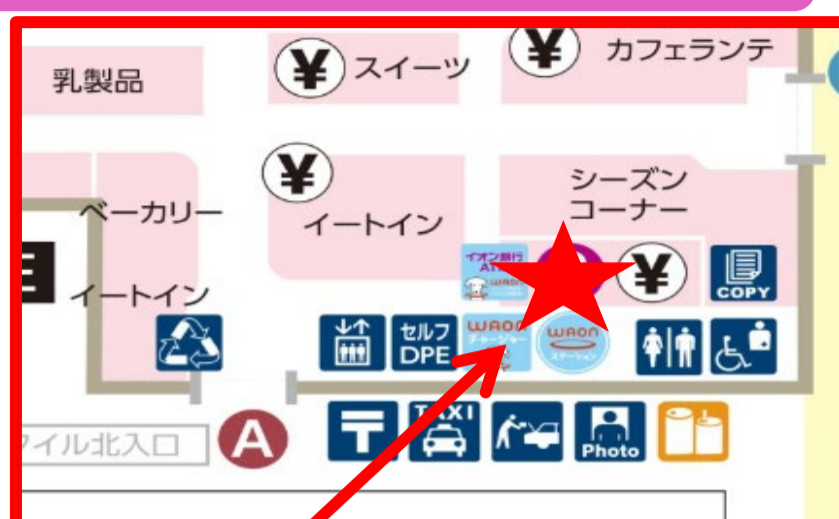 乳製品
¥
スイーツ
¥
カフェランテ
¥
シーズン
コーナー
ベーカリー
イートイン
イートイン
イオン銀行
ATM
WAON
¥
COPY
セルフ
DPE
WAON
チャージャー
WAON
ステーション
イル北入口
A
〒
TAXI
Photo